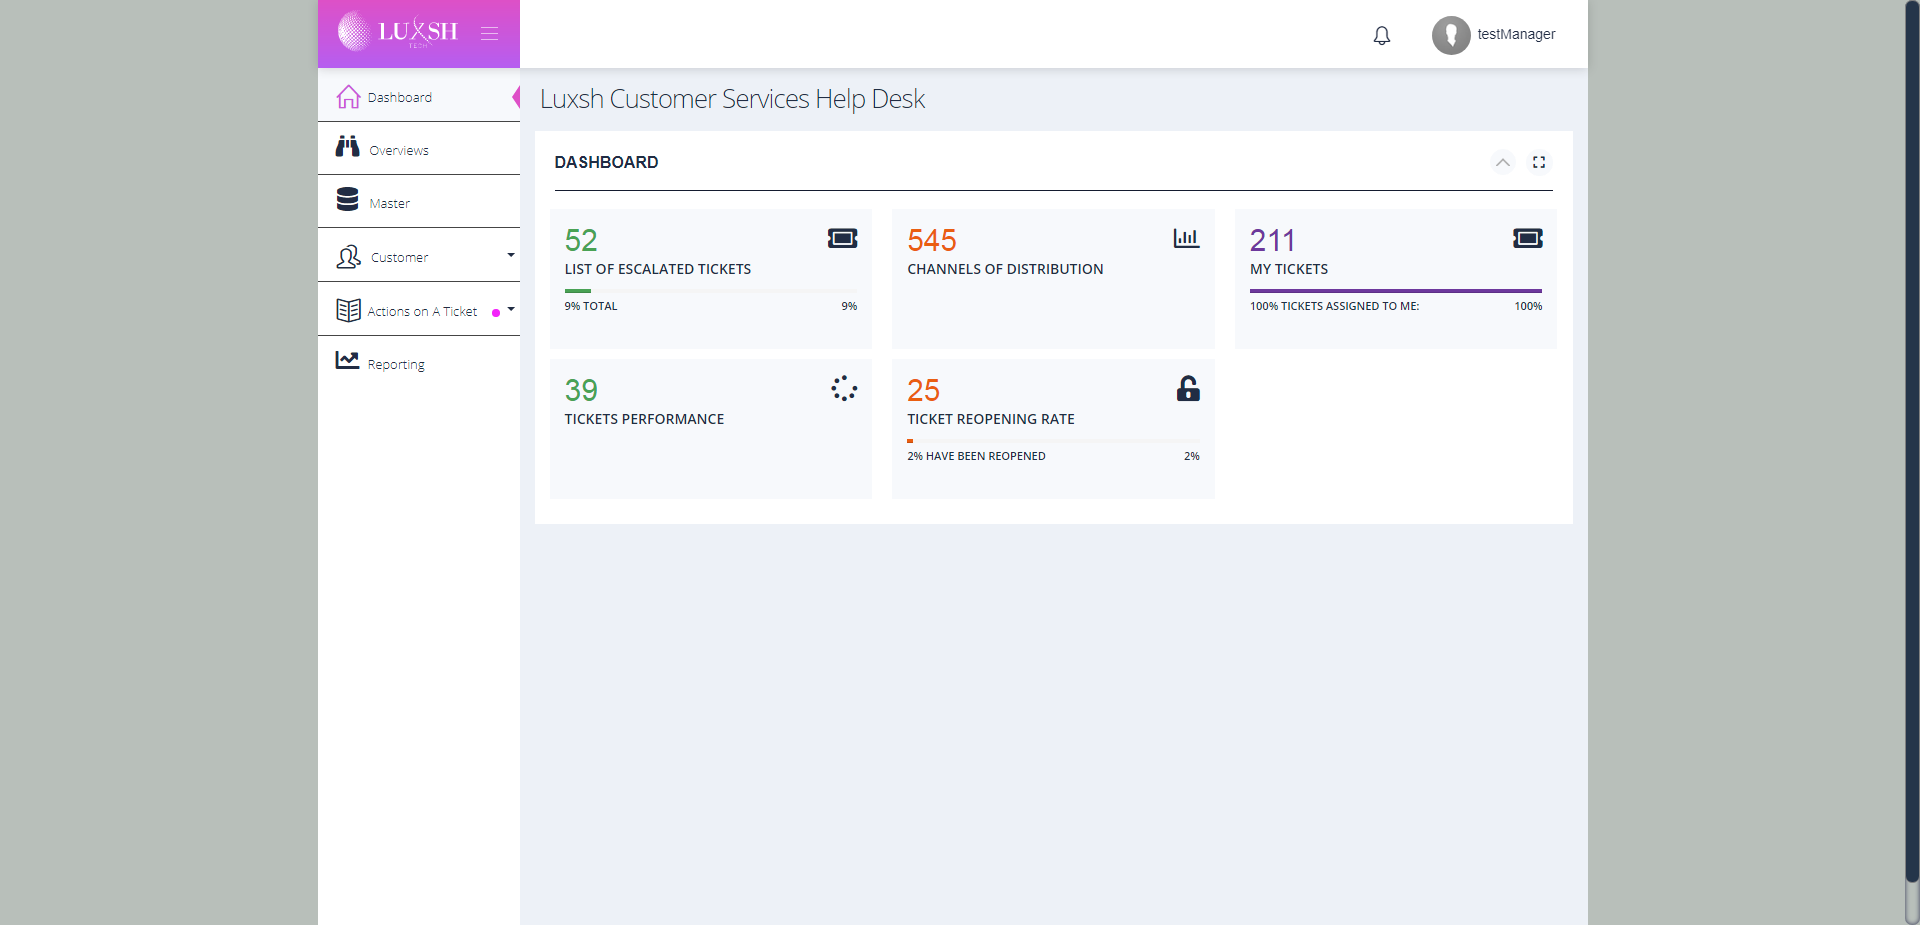 LUXSH
TECH
testManager
Dashboard
Overviews
Master
Customer
Actions on A Ticket
Reporting
Luxsh Customer Services Help Desk
DASHBOARD
52
LIST OF ESCALATED TICKETS
9% TOTAL 9%
545
CHANNELS OF DISTRIBUTION
211
MY TICKETS
100% TICKETS ASSIGNED TO ME: 100%
39
TICKETS PERFORMANCE
25
TICKET REOPENING RATE
2% HAVE BEEN REOPENED 2%